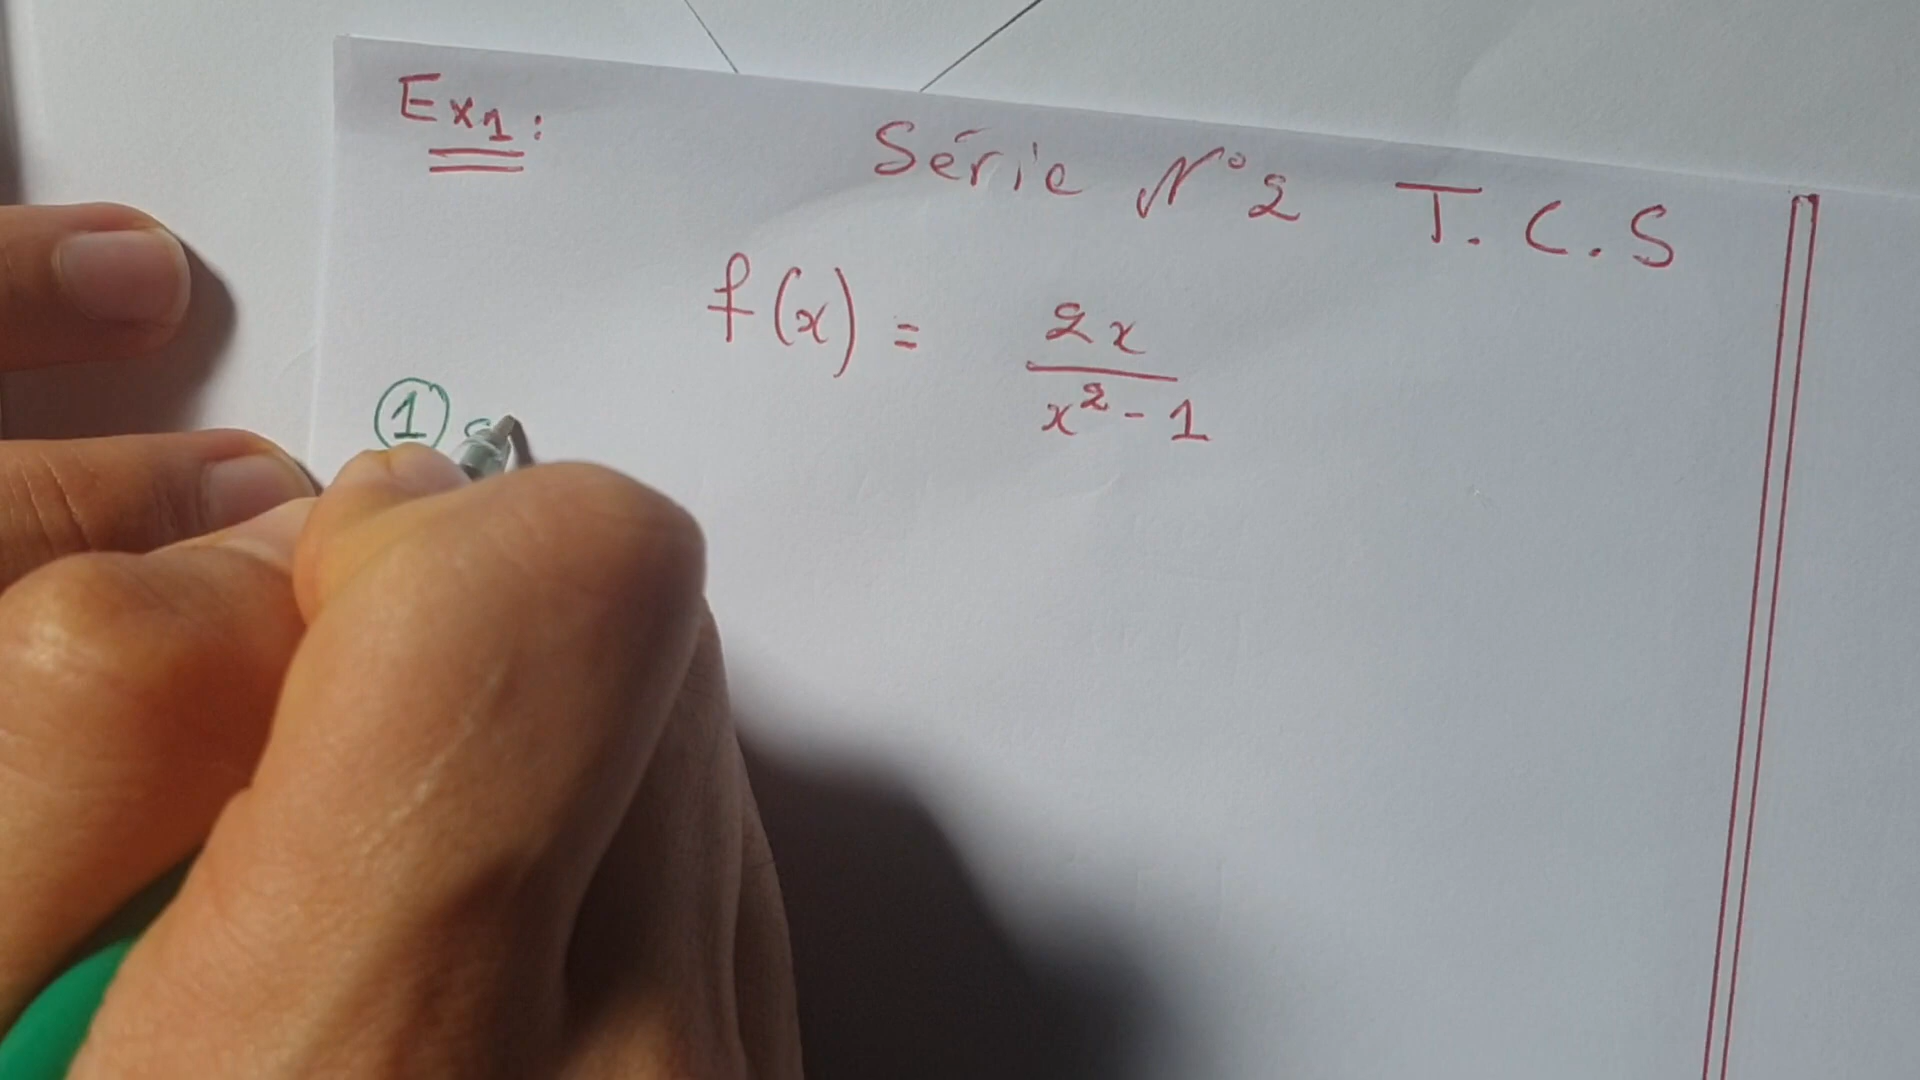 Ex1:
Série N°2 T.C.S
f(x) = 2x / x² - 1
①